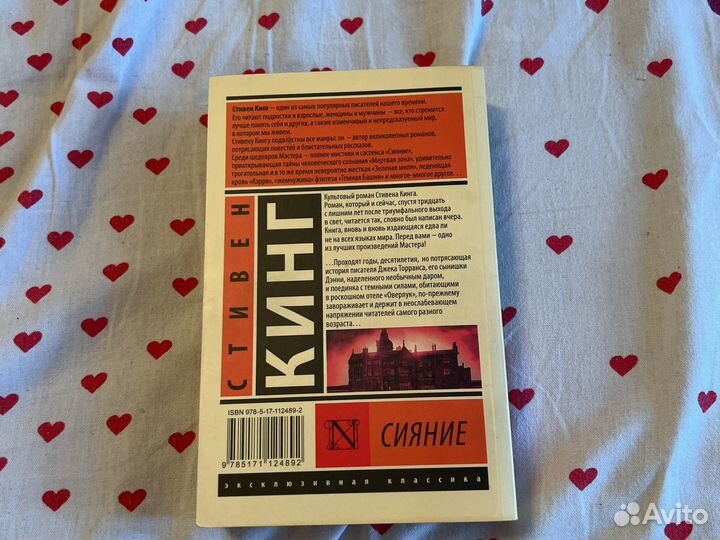 Стивен Кинг — один из самых популярных писателей нашего времени.
Его читают подростки и взрослые, женщины и мужчины — все, кто стремится
лучше понять себя и других, а также изменчивый и непредсказуемый мир,
в котором мы живем.
Стивену Кингу подвластны все жанры: он — автор великолепных романов,
потрясающих повестей и блистательных рассказов.
Среди шедевров Мастера — полное мистики и саспенса «Сияние»,
приоткрывающая тайны человеческого сознания «Мертвая зона», удивительно
трогательная и в то же время невероятно жесткая «Зеленая миля», леденящая
кровь «Кэрри», «жемчужина» фэнтези «Темная Башня» и многое-многое другое...
СТИВЕН
КИНГ
Культовый роман Стивена Кинга.
Роман, который и сейчас, спустя тридцать
с лишним лет после триумфального выхода
в свет, читается так, словно был написан вчера.
Книга, вновь и вновь издающаяся едва ли
не на всех языках мира. Перед вами — одно
из лучших произведений Мастера!
...Проходят годы, десятилетия, но потрясающая
история писателя Джека Торранса, его сынишки
Дэнни, наделенного необычным даром,
и поединка с темными силами, обитающими
в роскошном отеле «Оверлук», по-прежнему
завораживает и держит в неослабевающем
напряжении читателей самого разного
возраста...
ISBN 978-5-17-112489-2
9 785171 124892
N
СИЯНИЕ
эксклюзивная классика
Avito